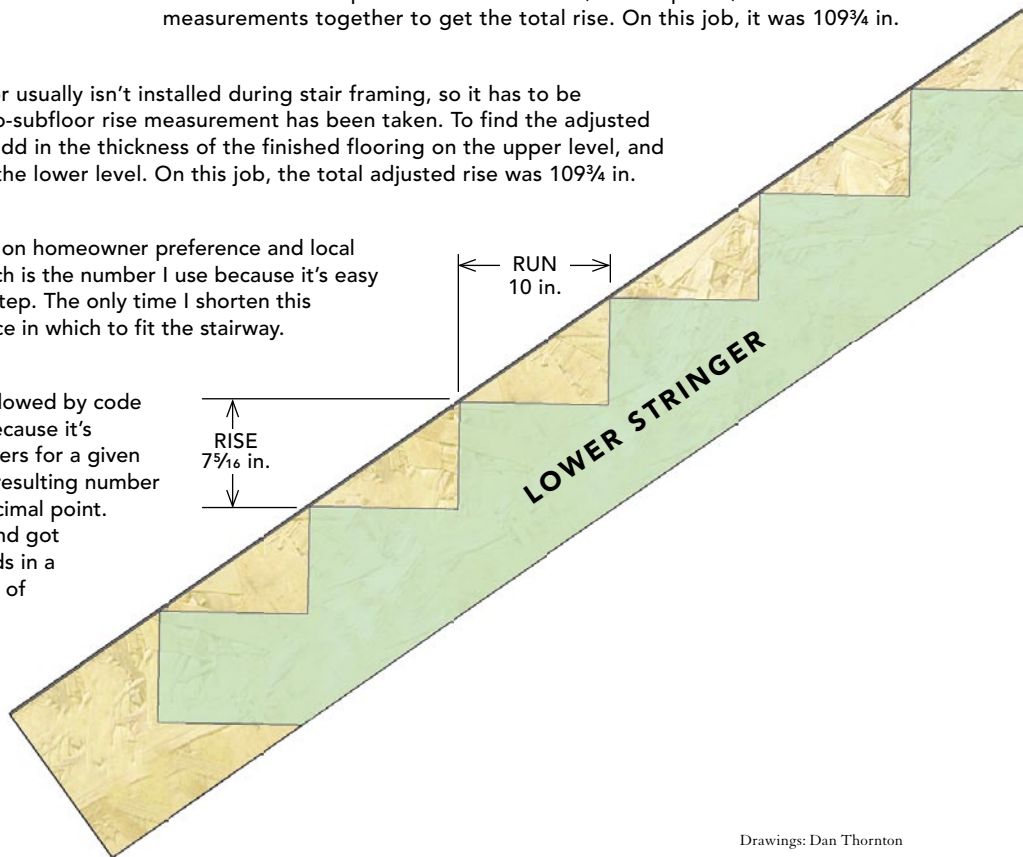 measurements together to get the total rise. On this job, it was 109¾ in.
usually isn't installed during stair framing, so it has to be
-subfloor rise measurement has been taken. To find the adjusted
dd in the thickness of the finished flooring on the upper level, and
the lower level. On this job, the total adjusted rise was 109¾ in.
on homeowner preference and local
ch is the number I use because it's easy
tep. The only time I shorten this
ce in which to fit the stairway.
RUN
10 in.
lowed by code
ecause it's
ers for a given
resulting number
cimal point.
nd got
ds in a
of
RISE
7⁵⁄₁₆ in.
LOWER STRINGER
Drawings: Dan Thornton